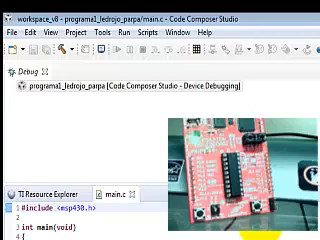 workspace_v8 - programa1_ledrojo_parpa/main.c - Code Composer Studio
File Edit View Navigate Project Run Scripts Window Help
Debug
programa1_ledrojo_parpa [Code Composer Studio - Device Debugging]
TI Resource Explorer main.c
1 #include <msp430.h>
2
3 int main(void)
4 {